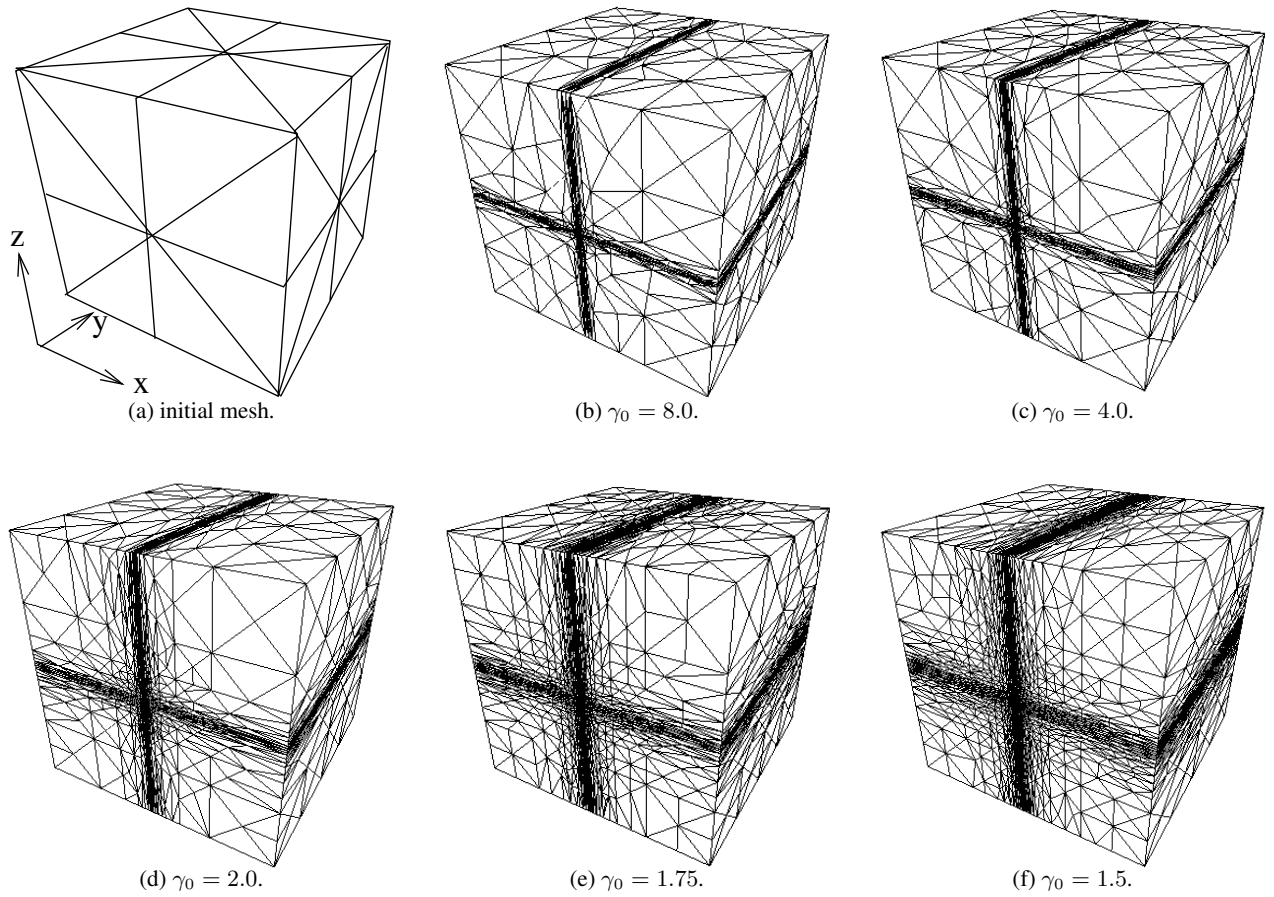 z
y
x
(a) initial mesh.
(b) γ₀ = 8.0.
(c) γ₀ = 4.0.
(d) γ₀ = 2.0.
(e) γ₀ = 1.75.
(f) γ₀ = 1.5.